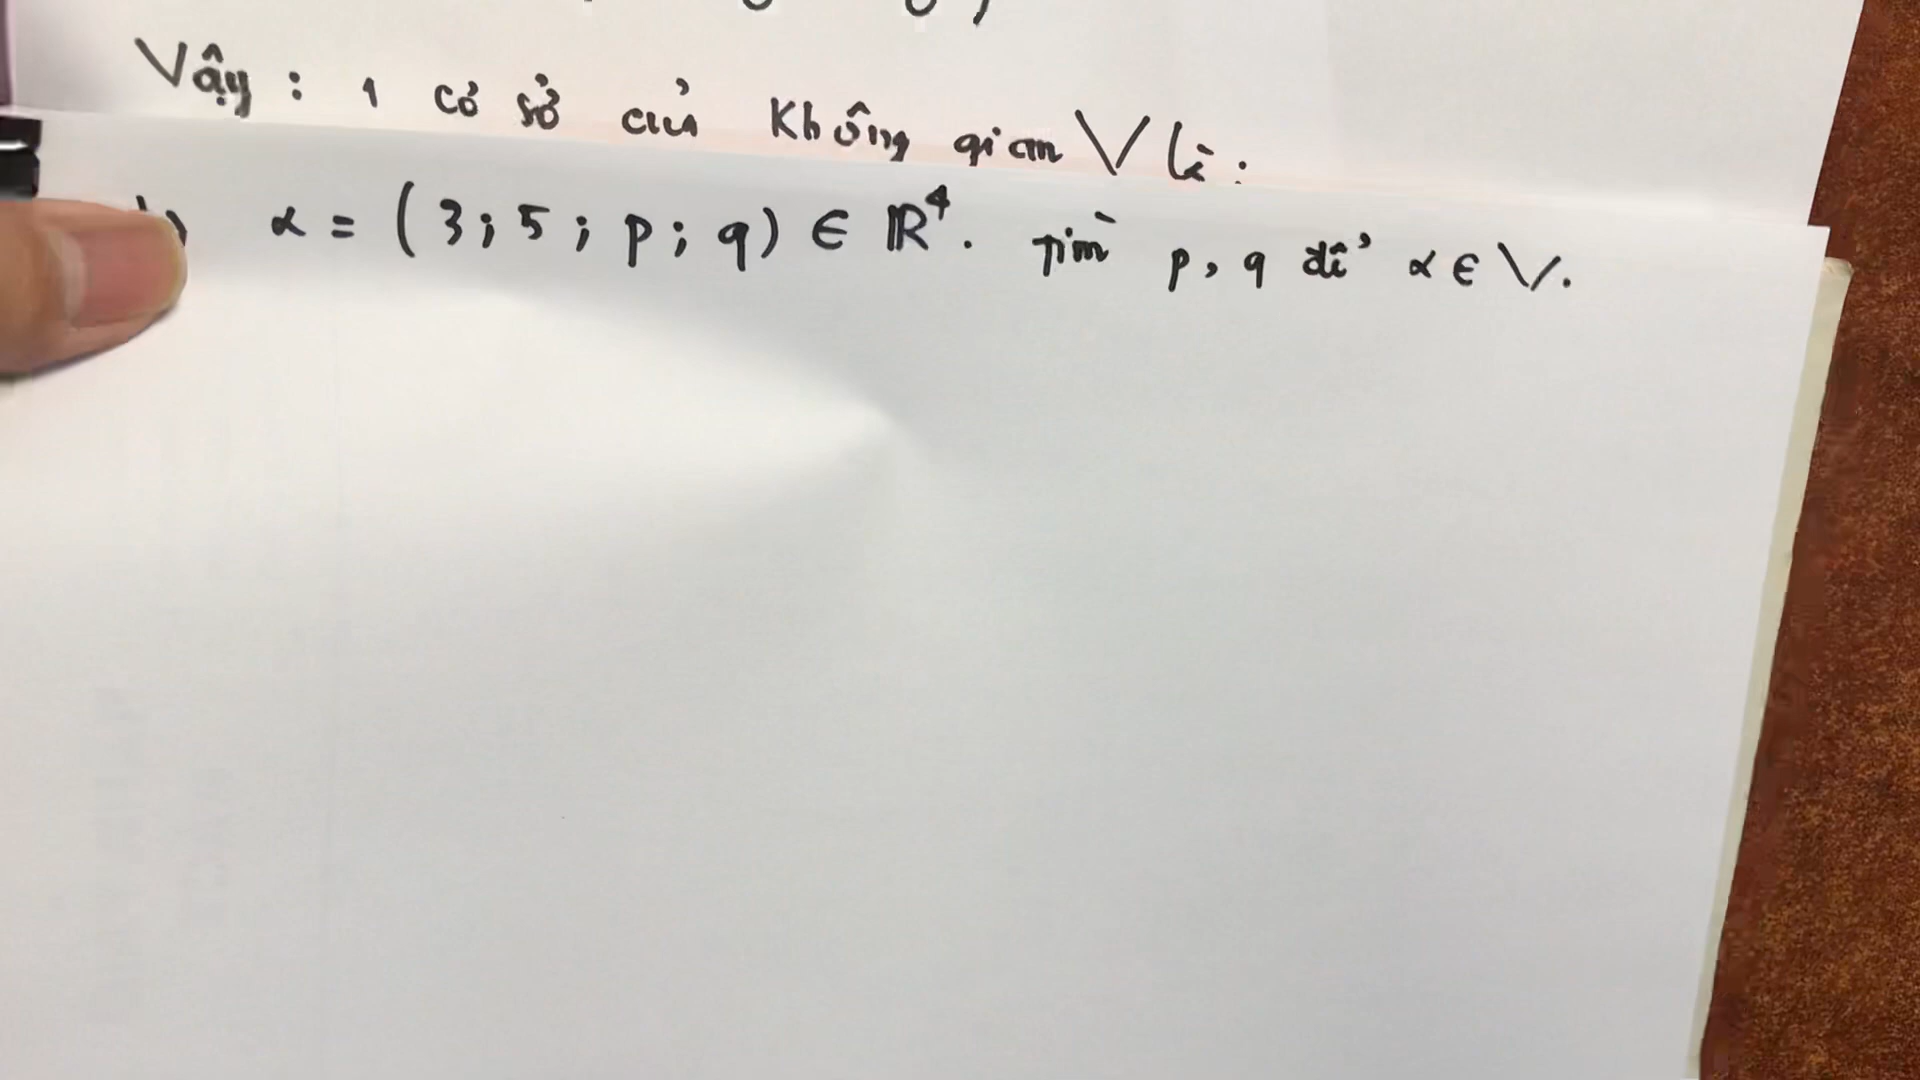 Vậy : 1 cơ sở của không gian V là :
α = ( 3 ; 5 ; p ; q ) ∈ ℝ⁴. Tìm p, q để α ∈ V.